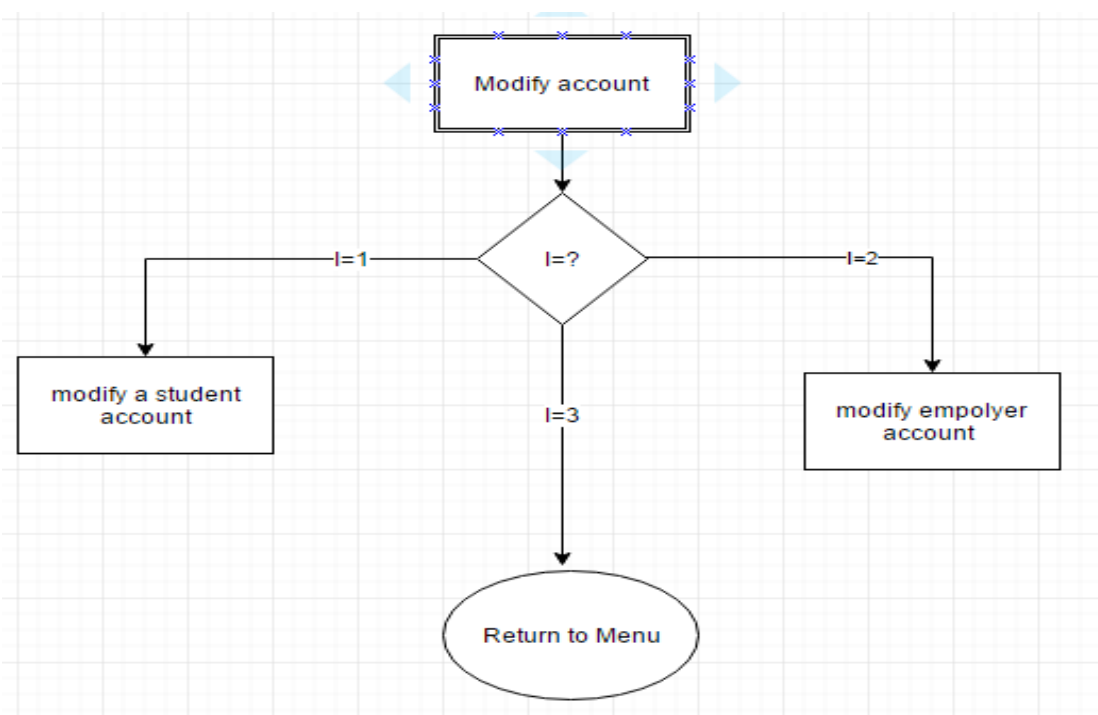 Modify account
I=?
I=1
I=2
modify a student
account
I=3
modify empolyer
account
Return to Menu